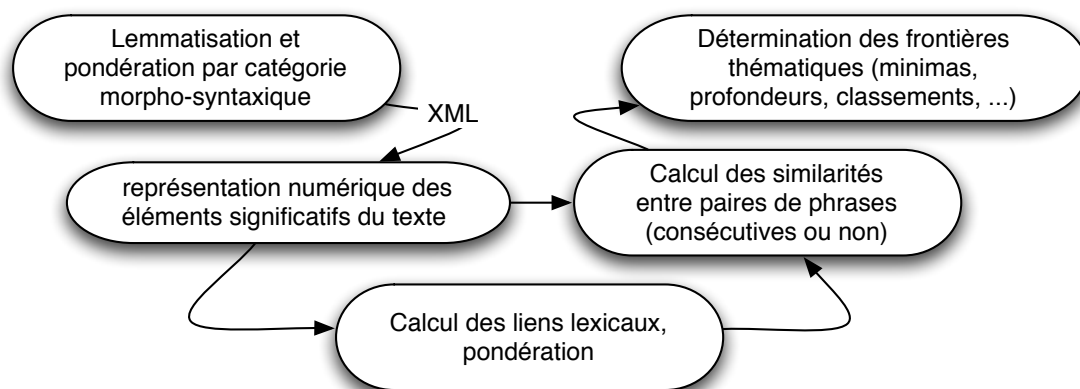 Lemmatisation et
pondération par catégorie
morpho-syntaxique
XML
représentation numérique des
éléments significatifs du texte
Calcul des liens lexicaux,
pondération
Calcul des similarités
entre paires de phrases
(consécutives ou non)
Détermination des frontières
thématiques (minimas,
profondeurs, classements, ...)